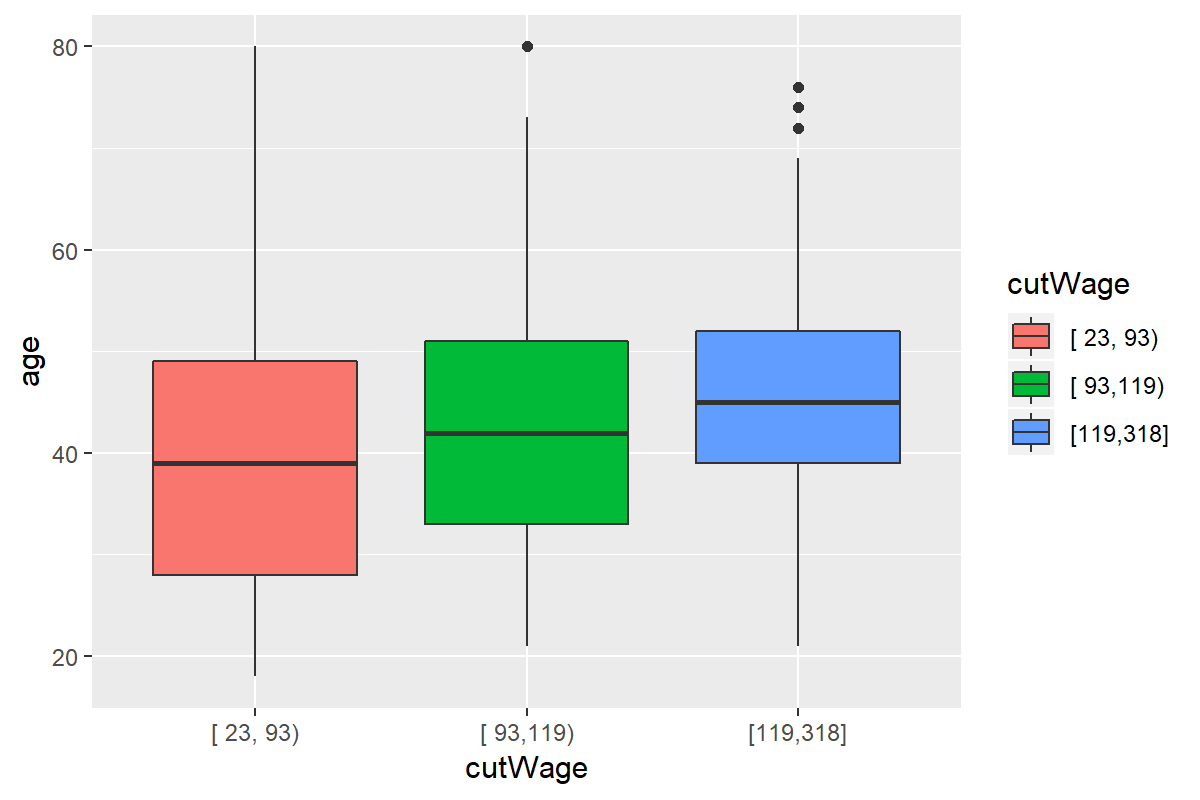 80
60
40
20
age
[ 23, 93)
[ 93,119)
[119,318]
cutWage
cutWage
[ 23, 93)
[ 93,119)
[119,318]